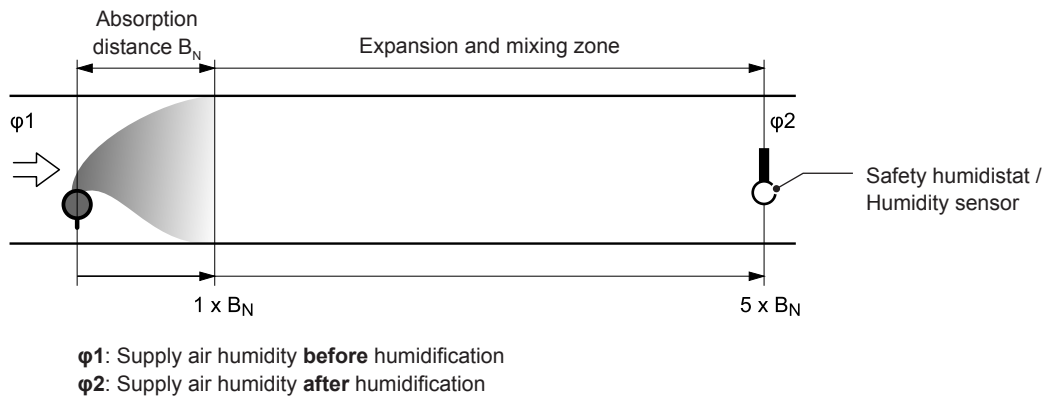 Absorption
distance B_N
Expansion and mixing zone
φ1
φ2
Safety humidistat /
Humidity sensor
1 x B_N
5 x B_N
φ1: Supply air humidity before humidification
φ2: Supply air humidity after humidification